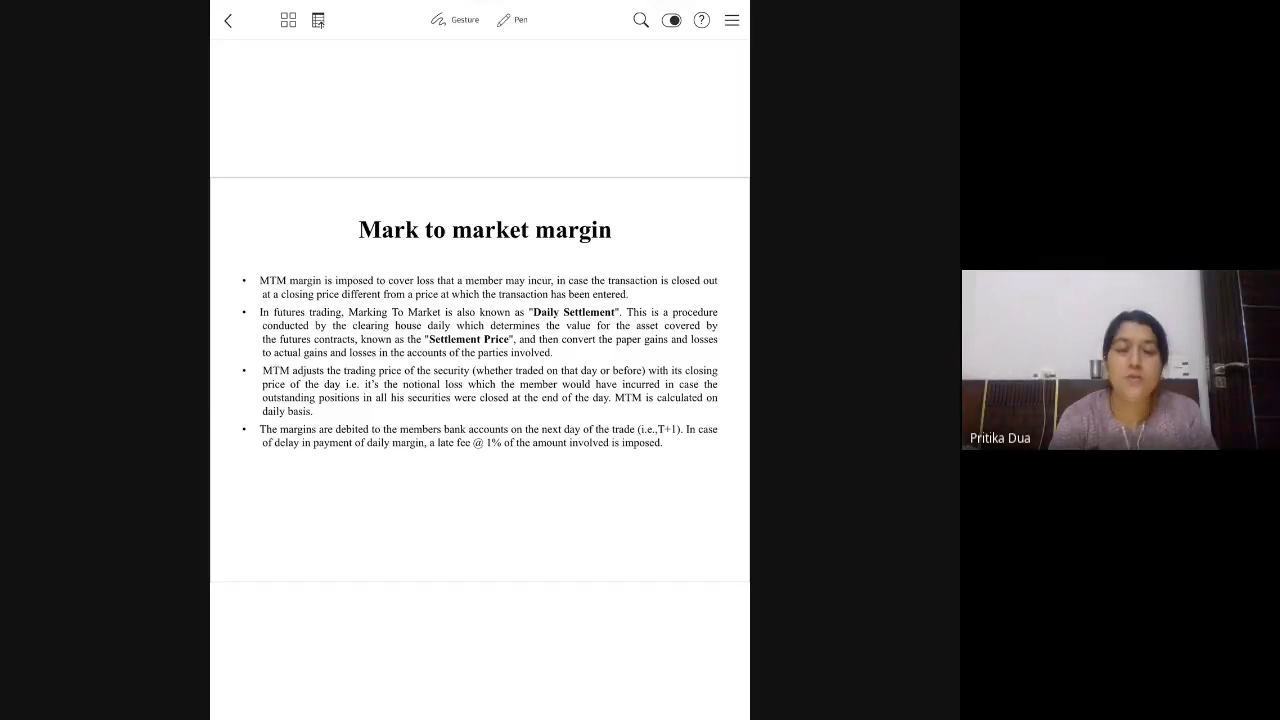 Gesture Pen
Mark to market margin
• MTM margin is imposed to cover loss that a member may incur, in case the transaction is closed out
at a closing price different from a price at which the transaction has been entered.
• In futures trading, Marking To Market is also known as "Daily Settlement". This is a procedure
conducted by the clearing house daily which determines the value for the asset covered by
the futures contracts, known as the "Settlement Price", and then convert the paper gains and losses
to actual gains and losses in the accounts of the parties involved.
• MTM adjusts the trading price of the security (whether traded on that day or before) with its closing
price of the day i.e. it's the notional loss which the member would have incurred in case the
outstanding positions in all his securities were closed at the end of the day. MTM is calculated on
daily basis.
• The margins are debited to the members bank accounts on the next day of the trade (i.e.,T+1). In case
of delay in payment of daily margin, a late fee @ 1% of the amount involved is imposed.
Pritika Dua